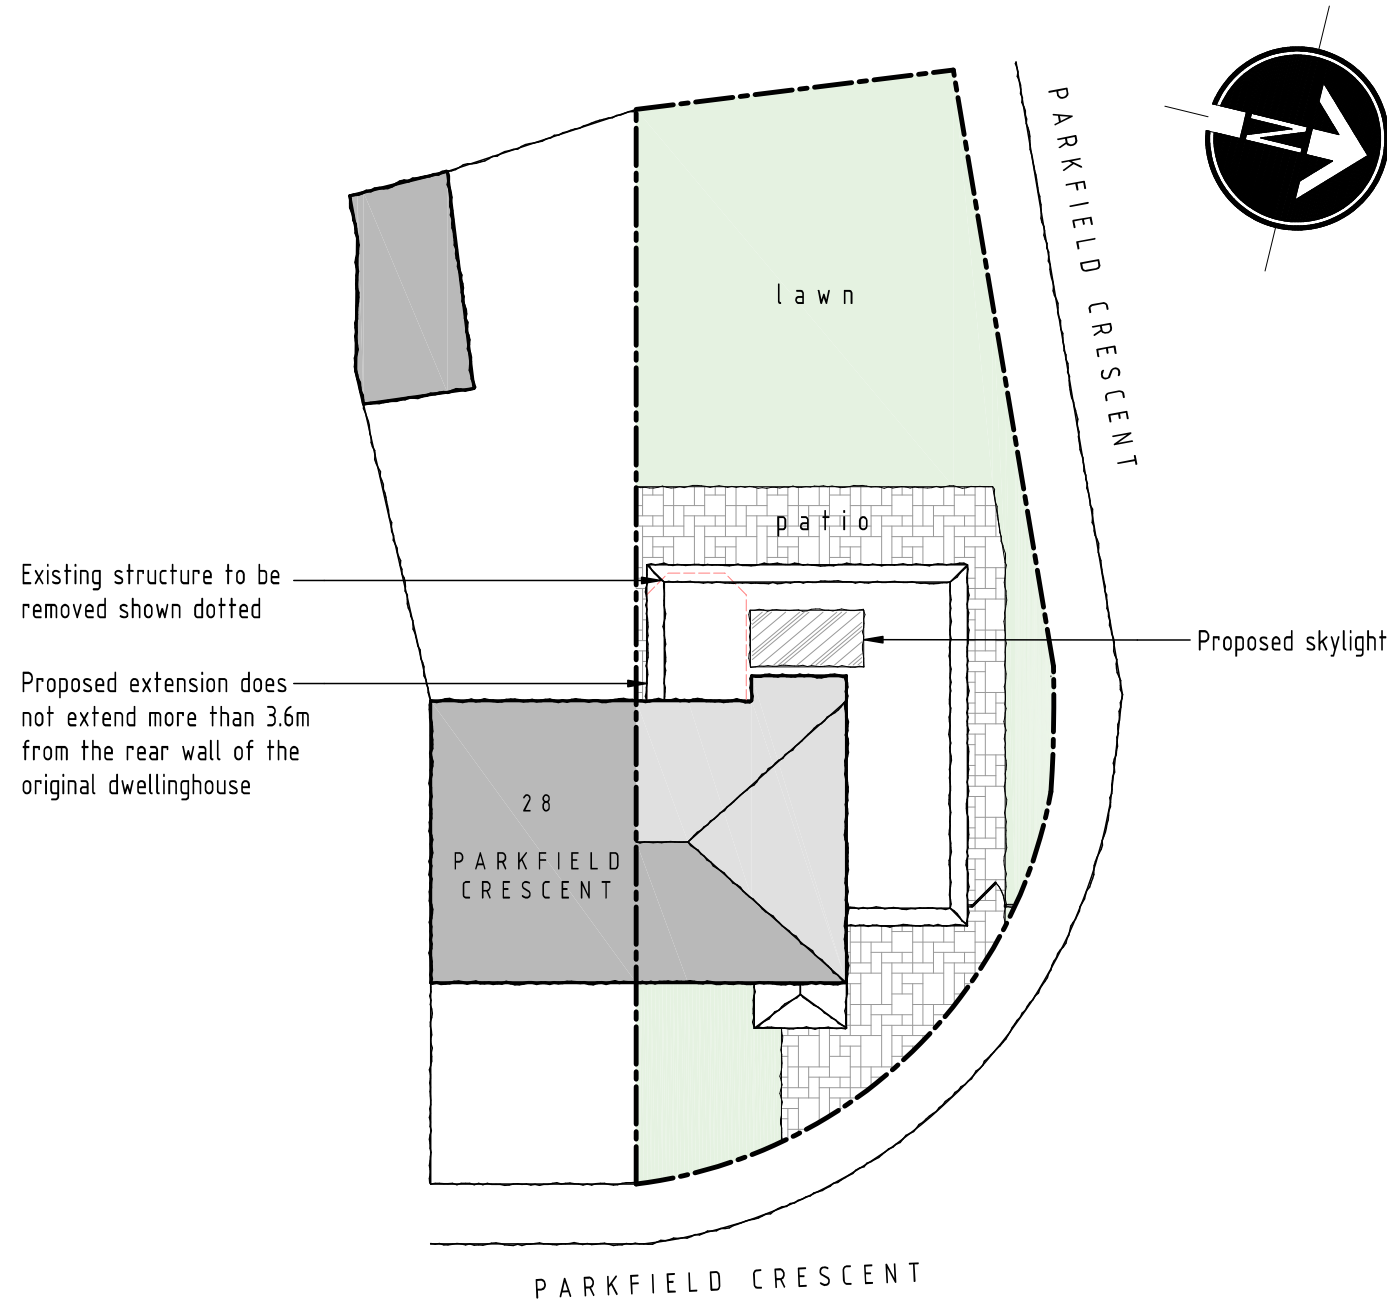 PARKFIELD CRESCENT
N
lawn
patio
Existing structure to be
removed shown dotted
Proposed skylight
Proposed extension does
not extend more than 3.6m
from the rear wall of the
original dwellinghouse
28
PARKFIELD
CRESCENT
PARKFIELD CRESCENT